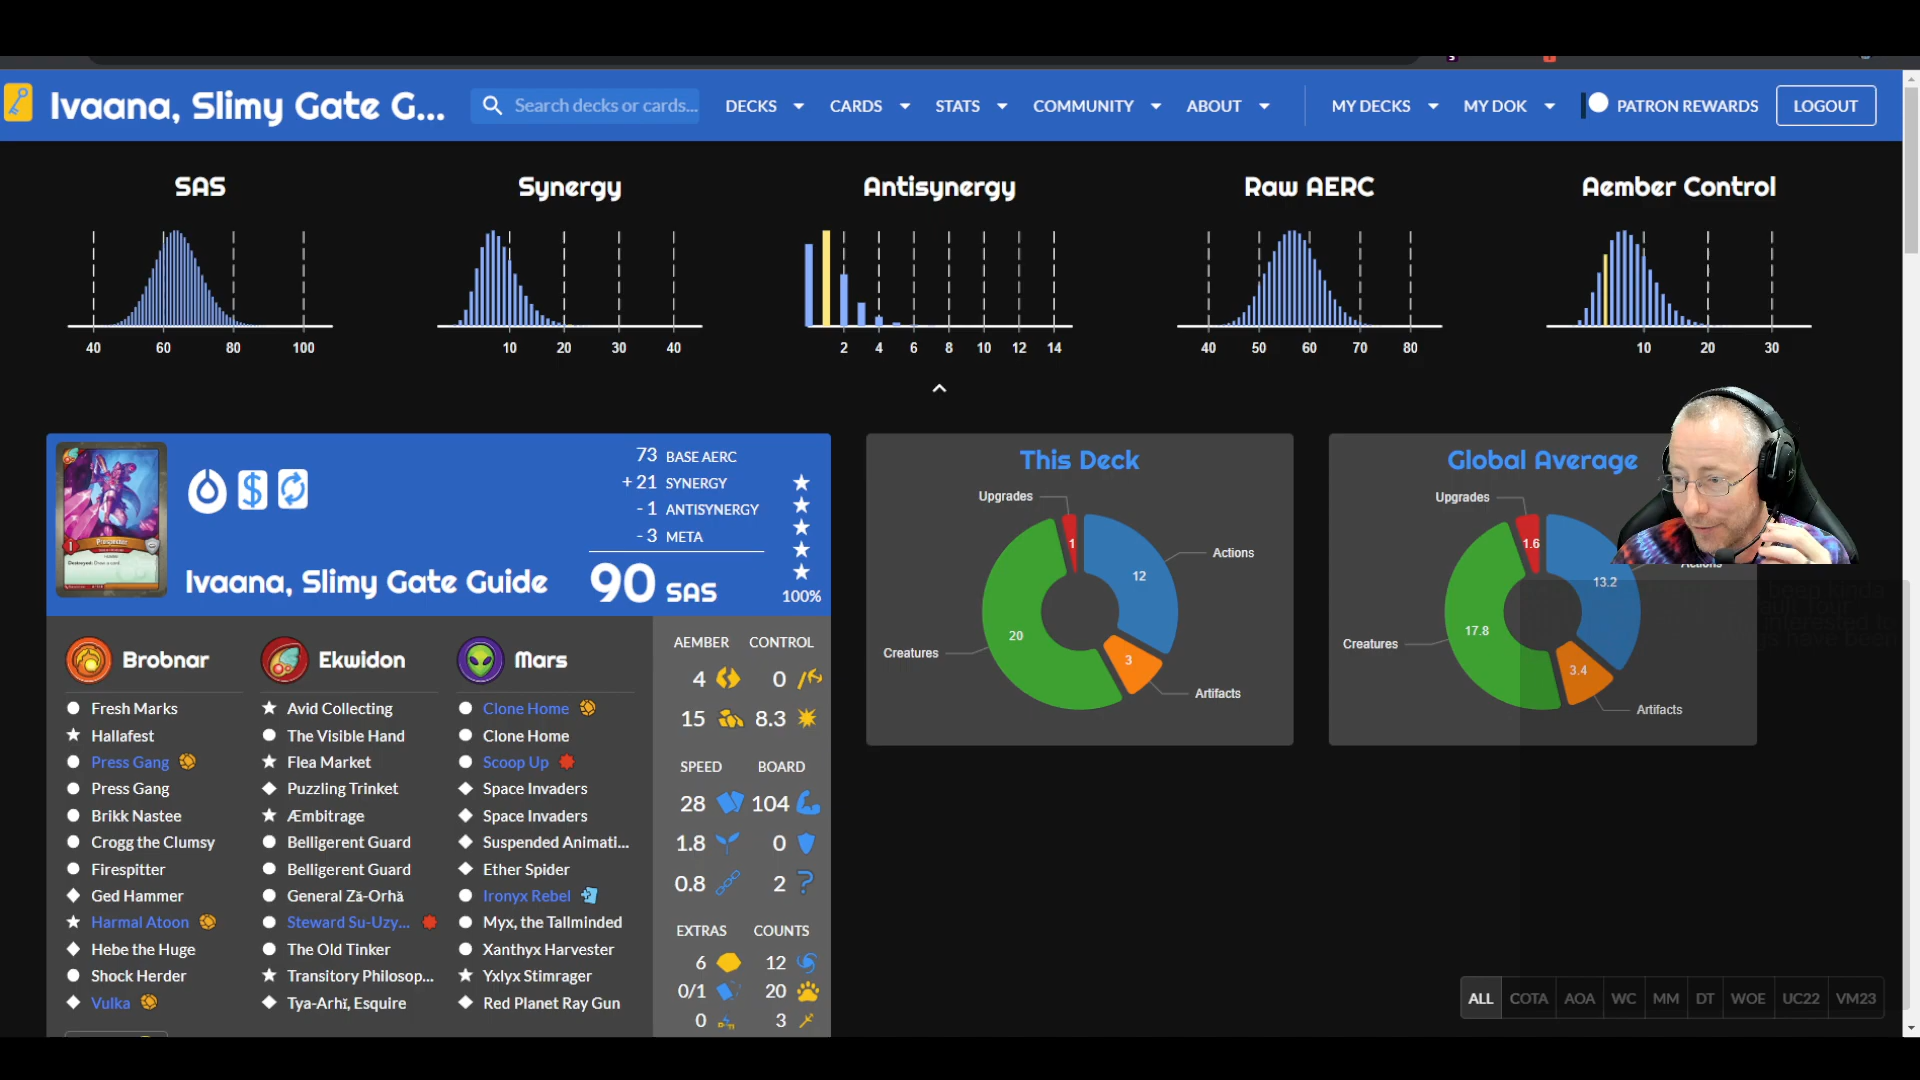 Ivaana, Slimy Gate G...
Search decks or cards...
DECKS
CARDS
STATS
COMMUNITY
ABOUT
MY DECKS
MY DOK
PATRON REWARDS
LOGOUT
SAS
40 60 80 100
Synergy
10 20 30 40
Antisynergy
2 4 6 8 10 12 14
Raw AERC
40 50 60 70 80
Aember Control
10 20 30
73 BASE AERC
+ 21 SYNERGY
- 1 ANTISYNERGY
- 3 META
Ivaana, Slimy Gate Guide
90 SAS
100%
Brobnar
Fresh Marks
Hallafest
Press Gang
Press Gang
Brikk Nastee
Crogg the Clumsy
Firespitter
Ged Hammer
Harmal Atoon
Hebe the Huge
Shock Herder
Vulka
Ekwidon
Avid Collecting
The Visible Hand
Flea Market
Puzzling Trinket
Æmbitrage
Belligerent Guard
Belligerent Guard
General Ză-Orhă
Steward Su-Uzy...
The Old Tinker
Transitory Philosop...
Tya-Arhĭ, Esquire
Mars
Clone Home
Clone Home
Scoop Up
Space Invaders
Space Invaders
Suspended Animati...
Ether Spider
Ironyx Rebel
Myx, the Tallminded
Xanthyx Harvester
Yxlyx Stimrager
Red Planet Ray Gun
AEMBER CONTROL
4 0
15 8.3
SPEED BOARD
28 104
1.8 0
0.8 2
EXTRAS COUNTS
6 12
0/1 20
0 3
This Deck
Upgrades
1
Actions
12
Creatures
20
Artifacts
3
Global Average
Upgrades
1.6
Actions
13.2
Creatures
17.8
Artifacts
3.4
ALL COTA AOA WC MM DT WOE UC22 VM23